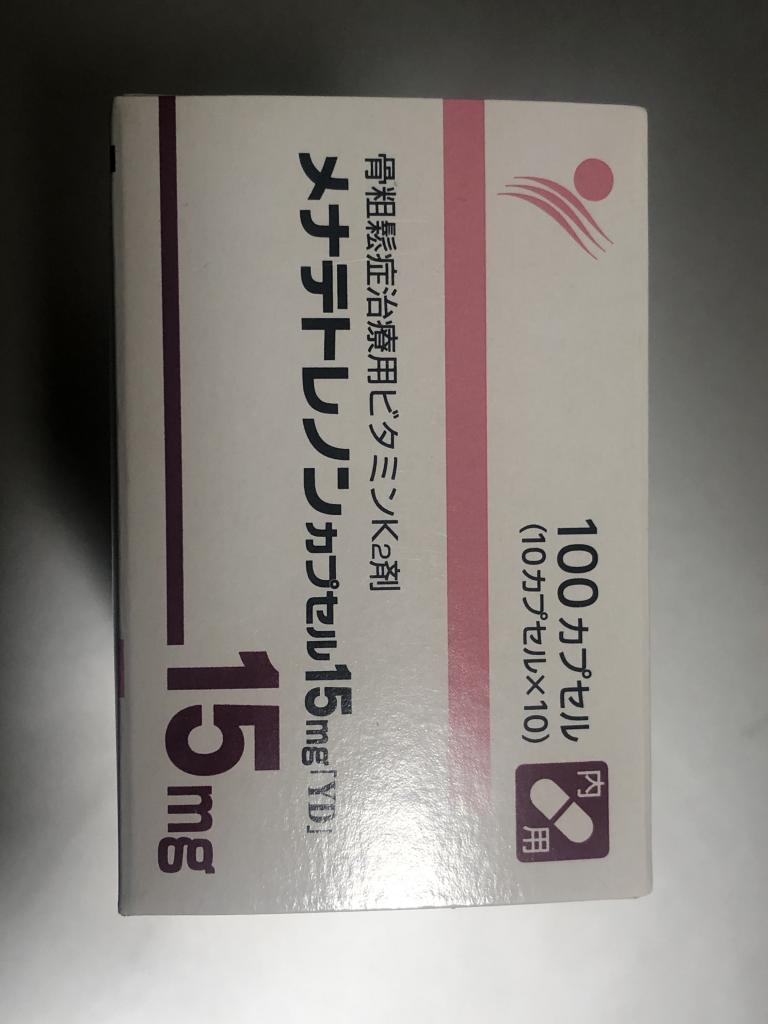 100カプセル
(10カプセル×10)
内用
骨粗鬆症治療用ビタミンK2剤
メナテトレノンカプセル15mg「YD」
15mg